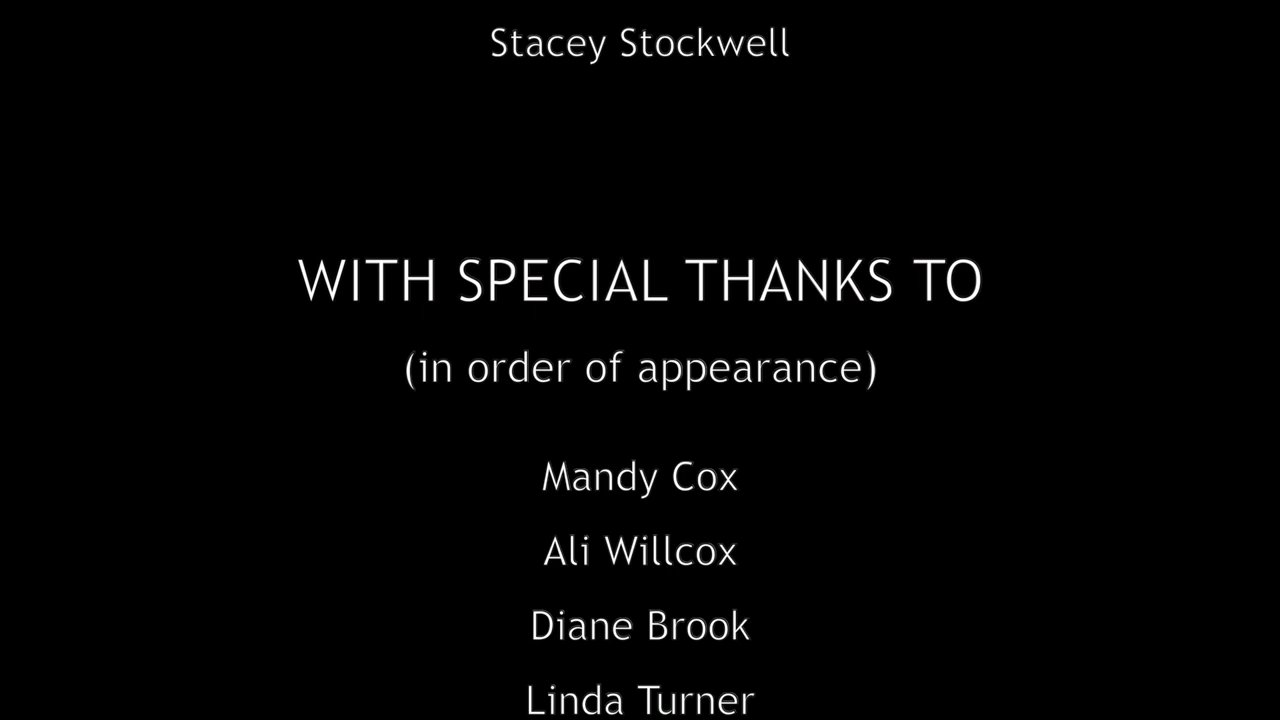 Stacey Stockwell
WITH SPECIAL THANKS TO
(in order of appearance)
Mandy Cox
Ali Willcox
Diane Brook
Linda Turner